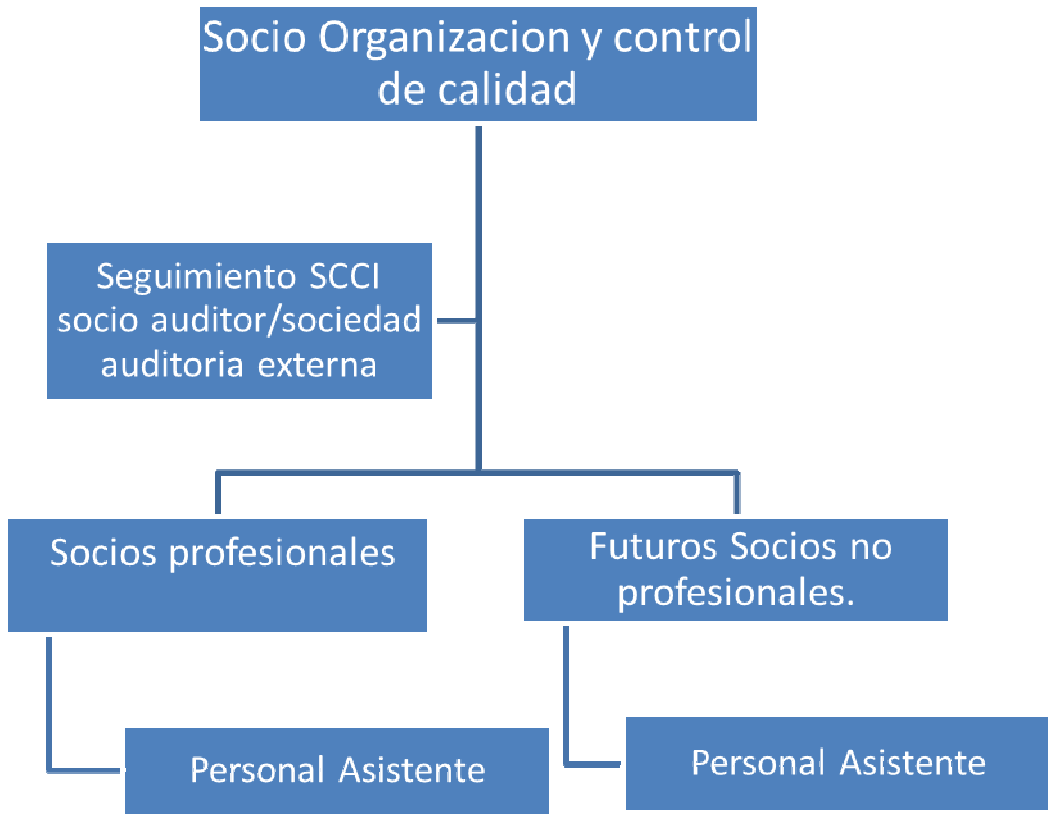 Socio Organizacion y control
de calidad
Seguimiento SCCI
socio auditor/sociedad
auditoria externa
Socios profesionales
Futuros Socios no
profesionales.
Personal Asistente
Personal Asistente